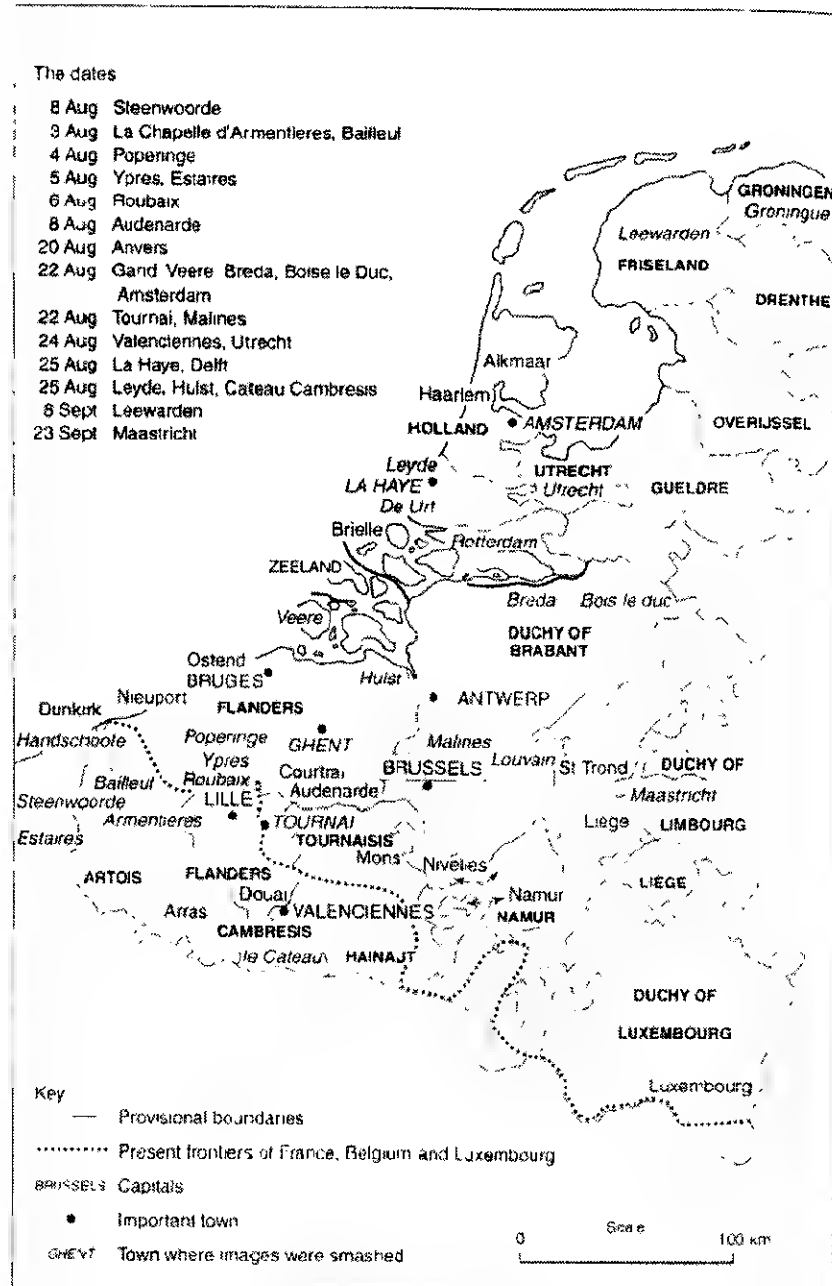 The dates
8 Aug Steenwoorde
3 Aug La Chapelle d'Armentieres, Bailleul
4 Aug Poperinge
5 Aug Ypres, Estaires
6 Aug Roubaix
8 Aug Audenarde
20 Aug Anvers
22 Aug Gand Veere Breda, Boise le Duc,
Amsterdam
22 Aug Tournai, Malines
24 Aug Valenciennes, Utrecht
25 Aug La Haye, Delft
25 Aug Leyde, Hulst, Cateau Cambresis
8 Sept Leewarden
23 Sept Maastricht
GRONINGEN
Groningue
Leewarden
FRISELAND
DRENTHE
Alkmaar
Haarlem
HOLLAND
AMSTERDAM
OVERIJSSEL
Leyde
UTRECHT
LA HAYE
Utrecht
GUELDRE
De Urt
Brielle
Rotterdam
ZEELAND
Breda
Bois le duc
Veere
DUCHY OF
BRABANT
Ostend
BRUGES
Hulst
Nieuport
ANTWERP
Dunkirk
FLANDERS
Handschoote
Poperinge
GHENT
Malines
Ypres
Louvain
St Trond
DUCHY OF
Bailleul
Roubaix
Courtrai
BRUSSELS
Steenwoorde
LILLE
Audenarde
Maastricht
Estaires
Armentieres
TOURNAI
Liege
LIMBOURG
TOURNAISIS
Mons
Nivelles
ARTOIS
FLANDERS
LIEGE
Douai
Namur
Arras
VALENCIENNES
NAMUR
CAMBRESIS
le Cateau
HAINAUT
DUCHY OF
LUXEMBOURG
Luxembourg
Key
Provisional boundaries
Present frontiers of France, Belgium and Luxembourg
BRUSSELS Capitals
Important town
GHENT Town where images were smashed
Scale
0 100 km